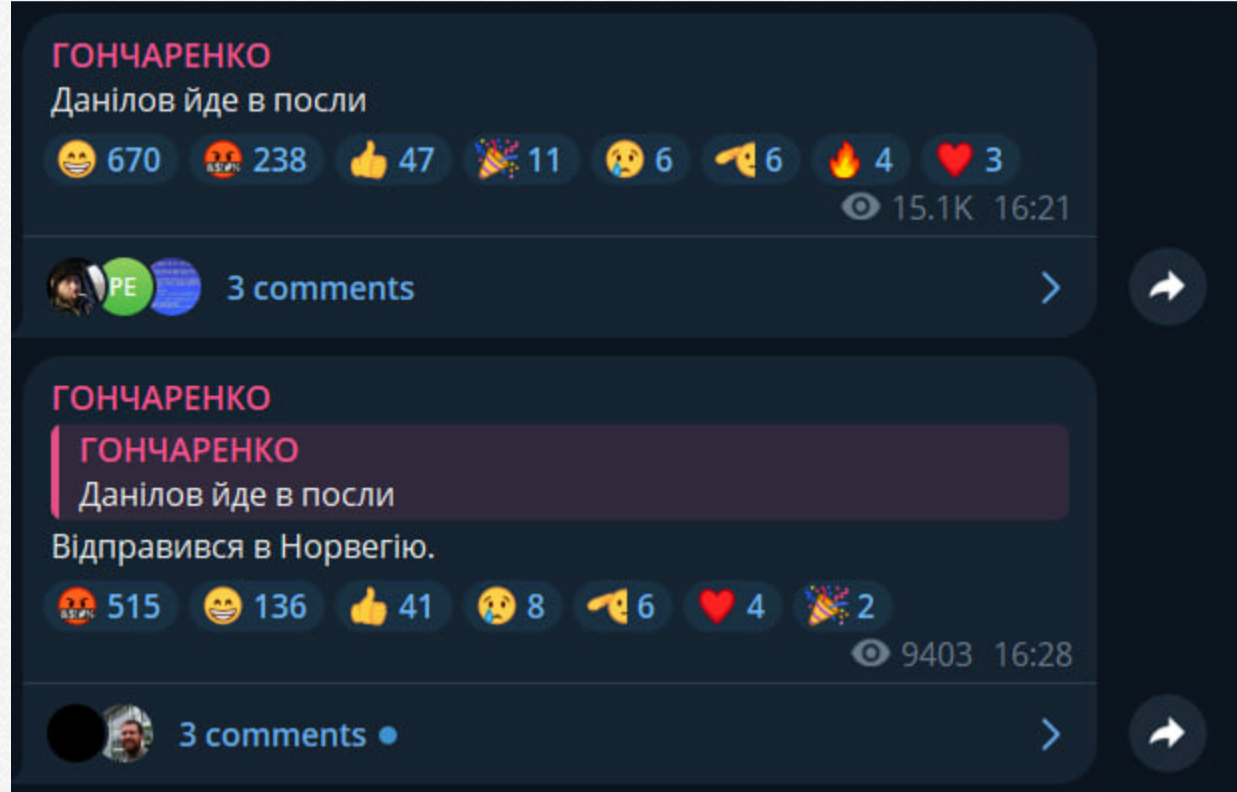 ГОНЧАРЕНКО
Данілов йде в посли
670 238 47 11 6 6 4 3
15.1K 16:21
PE
3 comments
ГОНЧАРЕНКО
ГОНЧАРЕНКО
Данілов йде в посли
Відправився в Норвегію.
515 136 41 8 6 4 2
9403 16:28
3 comments